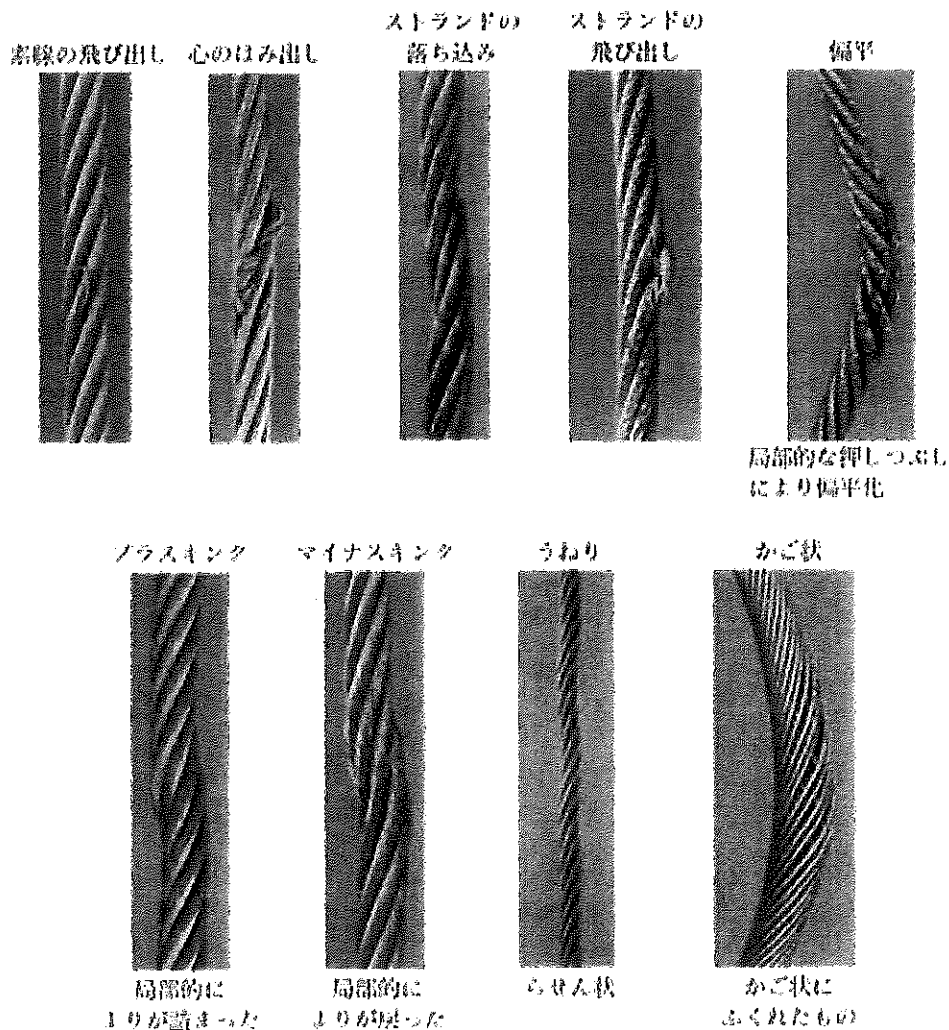 素線の飛び出し
心のはみ出し
ストランドの
落ち込み
ストランドの
飛び出し
偏平
局部的な押しつぶし
により偏平化
プラスキンク
マイナスキンク
うねり
かご状
局部的に
よりが詰まった
局部的に
よりが戻った
らせん状
かご状に
ふくれたもの